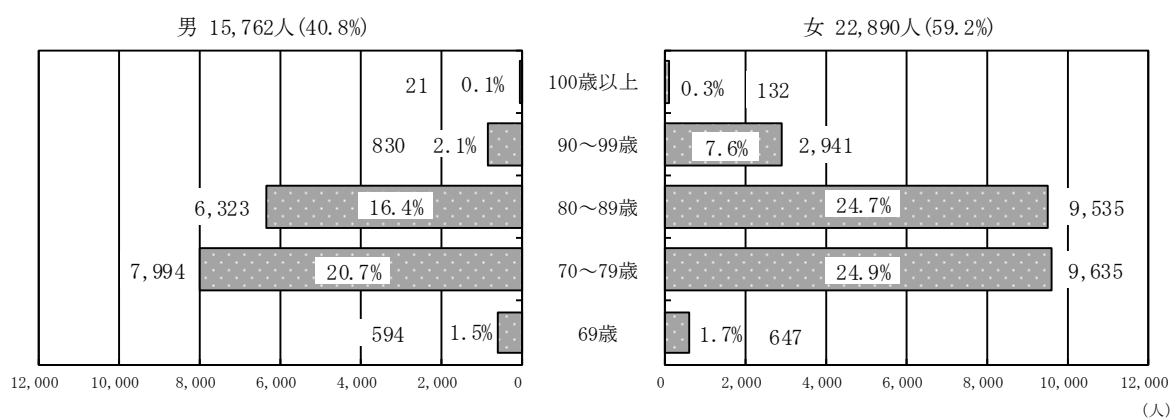 男 15,762人(40.8%) 女 22,890人(59.2%)
21 0.1% 100歳以上 0.3% 132
830 2.1% 90～99歳 7.6% 2,941
6,323 16.4% 80～89歳 24.7% 9,535
7,994 20.7% 70～79歳 24.9% 9,635
594 1.5% 69歳 1.7% 647
12,000 10,000 8,000 6,000 4,000 2,000 0 0 2,000 4,000 6,000 8,000 10,000 12,000
(人)